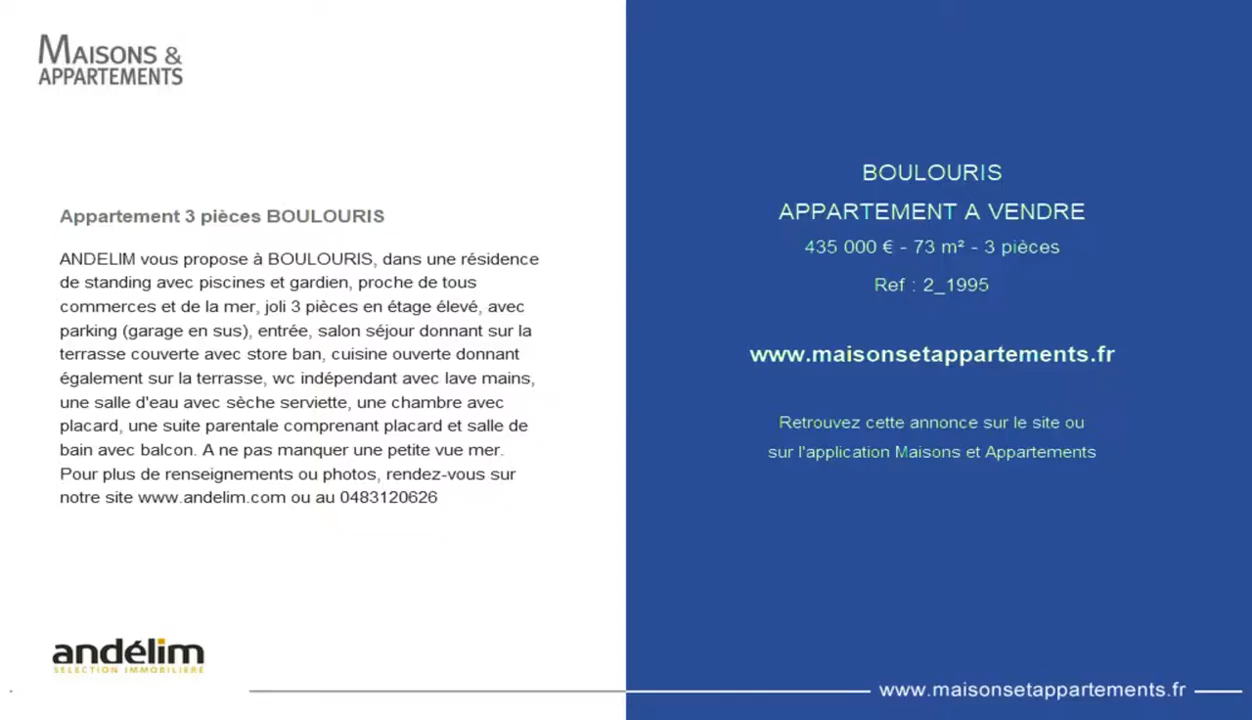 MAISONS &
APPARTEMENTS
Appartement 3 pièces BOULOURIS
ANDELIM vous propose à BOULOURIS, dans une résidence
de standing avec piscines et gardien, proche de tous
commerces et de la mer, joli 3 pièces en étage élevé, avec
parking (garage en sus), entrée, salon séjour donnant sur la
terrasse couverte avec store ban, cuisine ouverte donnant
également sur la terrasse, wc indépendant avec lave mains,
une salle d'eau avec sèche serviette, une chambre avec
placard, une suite parentale comprenant placard et salle de
bain avec balcon. A ne pas manquer une petite vue mer.
Pour plus de renseignements ou photos, rendez-vous sur
notre site www.andelim.com ou au 0483120626
andélim
SELECTION IMMOBILIÈRE
BOULOURIS
APPARTEMENT A VENDRE
435 000 € - 73 m² - 3 pièces
Ref : 2_1995
www.maisonsetappartements.fr
Retrouvez cette annonce sur le site ou
sur l'application Maisons et Appartements
www.maisonsetappartements.fr